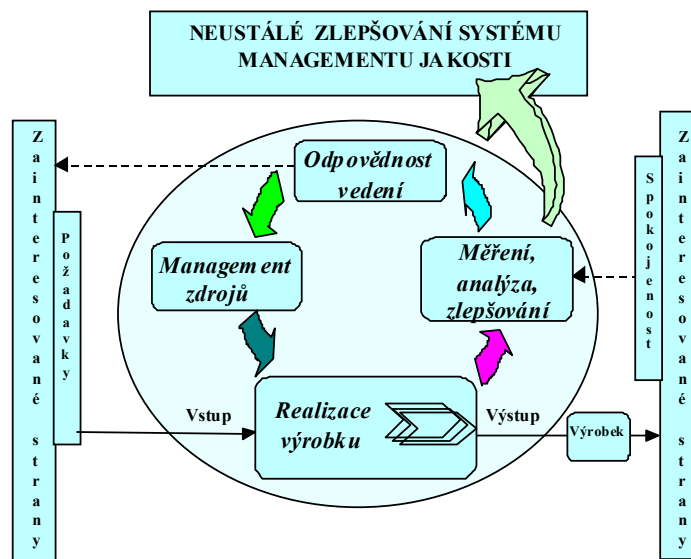 NEUSTÁLÉ ZLEPŠOVÁNÍ SYSTÉMU
MANAGEMENTU JAKOSTI
Zainteresované strany
Požadavky
Odpovědnost
vedení
Management
zdrojů
Měření,
analýza,
zlepšování
Vstup
Realizace
výrobku
Výstup
Výrobek
Spokojenost
Zainteresované strany